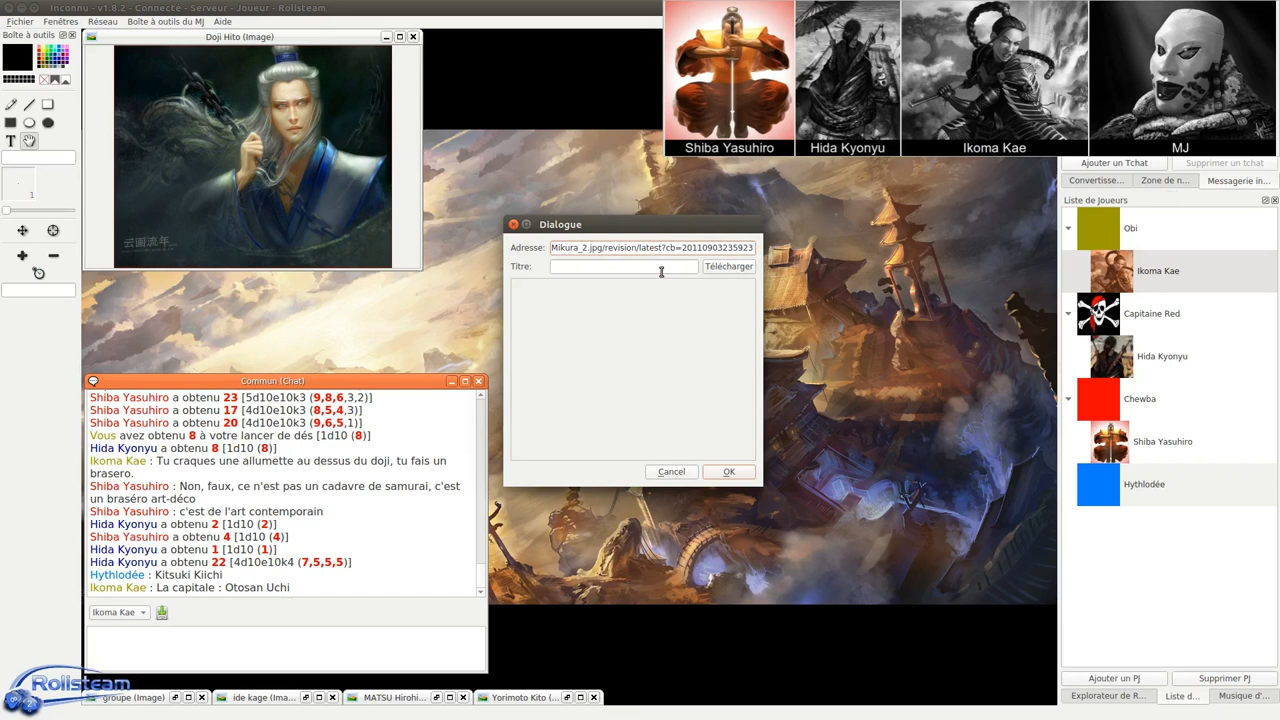 Inconnu - v1.8.2 - Connecté - Serveur - Joueur - Rolisteam
Fichier Fenêtres Réseau Boîte à outils du MJ Aide
Boîte à outils
1
Doji Hito (Image)
云画流年
Shiba Yasuhiro
Hida Kyonyu
Ikoma Kae
MJ
Dialogue
Adresse: Mikura_2.jpg/revision/latest?cb=20110903235923
Titre: Télécharger
Cancel OK
Commun (Chat)
Shiba Yasuhiro a obtenu 23 [5d10e10k3 (9,8,6,3,2)]
Shiba Yasuhiro a obtenu 17 [4d10e10k3 (8,5,4,3)]
Shiba Yasuhiro a obtenu 20 [4d10e10k3 (9,6,5,1)]
Vous avez obtenu 8 à votre lancer de dés [1d10 (8)]
Hida Kyonyu a obtenu 8 [1d10 (8)]
Ikoma Kae : Tu craques une allumette au dessus du doji, tu fais un
brasero.
Shiba Yasuhiro : Non, faux, ce n'est pas un cadavre de samurai, c'est
un braséro art-déco
Shiba Yasuhiro : c'est de l'art contemporain
Hida Kyonyu a obtenu 2 [1d10 (2)]
Shiba Yasuhiro a obtenu 4 [1d10 (4)]
Hida Kyonyu a obtenu 1 [1d10 (1)]
Hida Kyonyu a obtenu 22 [4d10e10k4 (7,5,5,5)]
Hythlodée : Kitsuki Kiichi
Ikoma Kae : La capitale : Otosan Uchi
Ikoma Kae
Rolisteam
groupe (Image)
ide kage (Ima...
MATSU Hirohi...
Yorimoto Kito (...
Ajouter un Tchat Supprimer un tchat
Convertisse... Zone de n... Messagerie in...
Liste de Joueurs
Obi
Ikoma Kae
Capitaine Red
Hida Kyonyu
Chewba
Shiba Yasuhiro
Hythlodée
Ajouter un PJ Supprimer PJ
Explorateur de R... Liste d... Musique d'...